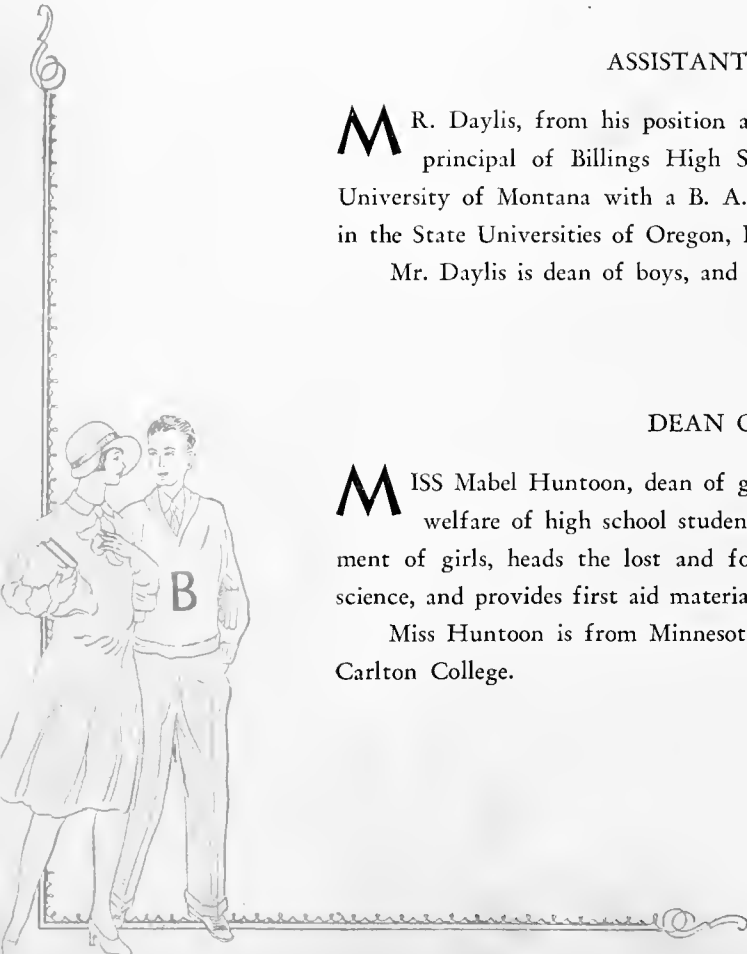 ASSISTANT
MR. Daylis, from his position a
principal of Billings High S
University of Montana with a B. A.
in the State Universities of Oregon,
Mr. Daylis is dean of boys, and
DEAN
MISS Mabel Huntoon, dean of g
welfare of high school studen
ment of girls, heads the lost and fo
science, and provides first aid materia
Miss Huntoon is from Minnesot
Carlton College.
B